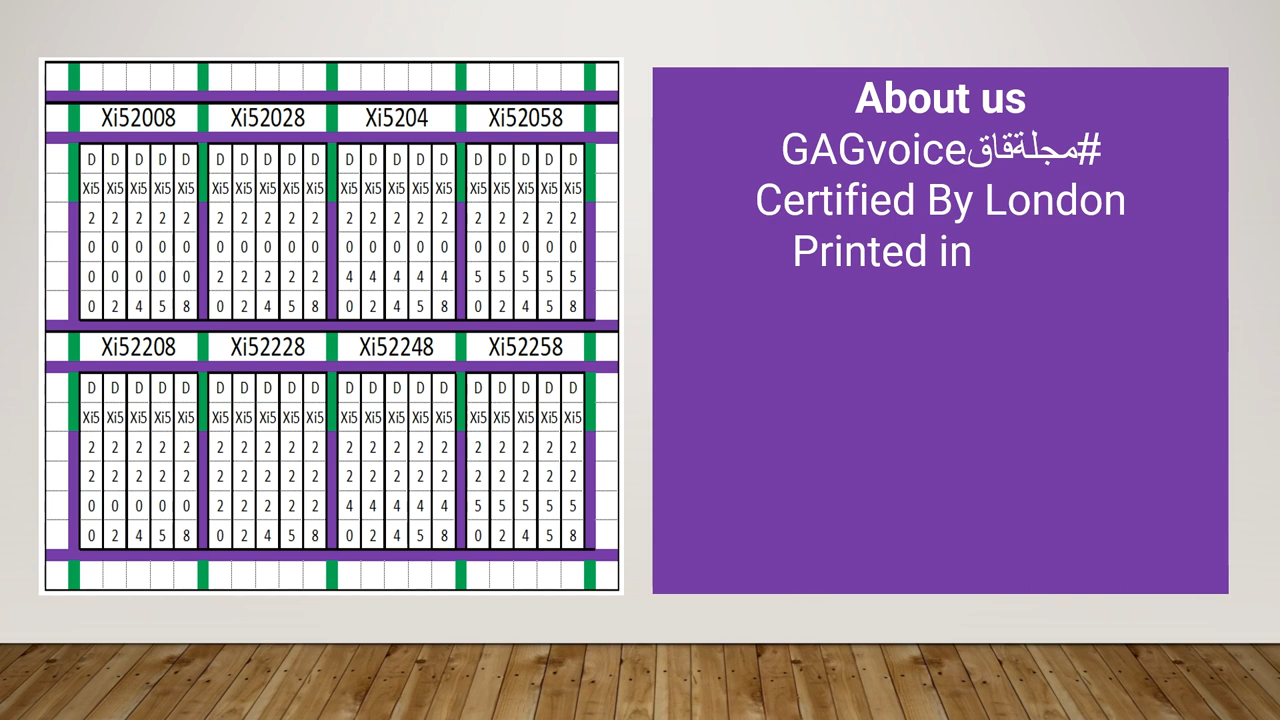 Xi52008 Xi52028 Xi5204 Xi52058
D D D D D D D D D D D D D D D D D D D D
Xi5 Xi5 Xi5 Xi5 Xi5 Xi5 Xi5 Xi5 Xi5 Xi5 Xi5 Xi5 Xi5 Xi5 Xi5 Xi5 Xi5 Xi5 Xi5 Xi5
2 2 2 2 2 2 2 2 2 2 2 2 2 2 2 2 2 2 2 2
0 0 0 0 0 0 0 0 0 0 0 0 0 0 0 0 0 0 0 0
0 0 0 0 0 2 2 2 2 2 4 4 4 4 4 5 5 5 5 5
0 2 4 5 8 0 2 4 5 8 0 2 4 5 8 0 2 4 5 8
Xi52208 Xi52228 Xi52248 Xi52258
D D D D D D D D D D D D D D D D D D D D
Xi5 Xi5 Xi5 Xi5 Xi5 Xi5 Xi5 Xi5 Xi5 Xi5 Xi5 Xi5 Xi5 Xi5 Xi5 Xi5 Xi5 Xi5 Xi5 Xi5
2 2 2 2 2 2 2 2 2 2 2 2 2 2 2 2 2 2 2 2
2 2 2 2 2 2 2 2 2 2 2 2 2 2 2 2 2 2 2 2
0 0 0 0 0 2 2 2 2 2 4 4 4 4 4 5 5 5 5 5
0 2 4 5 8 0 2 4 5 8 0 2 4 5 8 0 2 4 5 8
About us
#مجلةقاقGAGvoice
Certified By London
Printed in